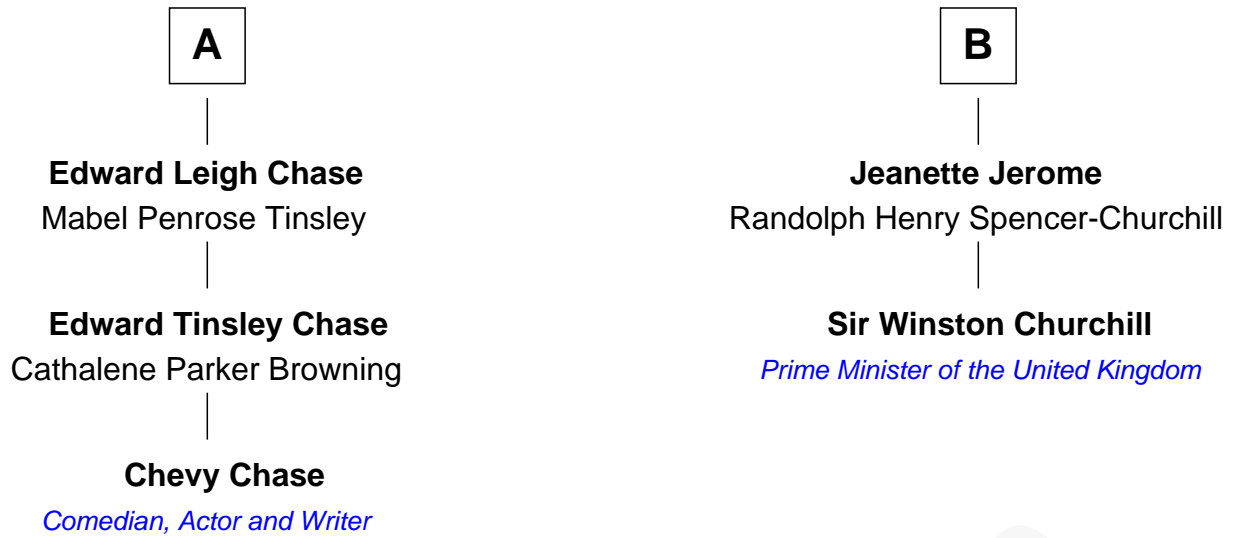 A
Edward Leigh Chase
Mabel Penrose Tinsley
Edward Tinsley Chase
Cathalene Parker Browning
Chevy Chase
Comedian, Actor and Writer
B
Jeanette Jerome
Randolph Henry Spencer-Churchill
Sir Winston Churchill
Prime Minister of the United Kingdom